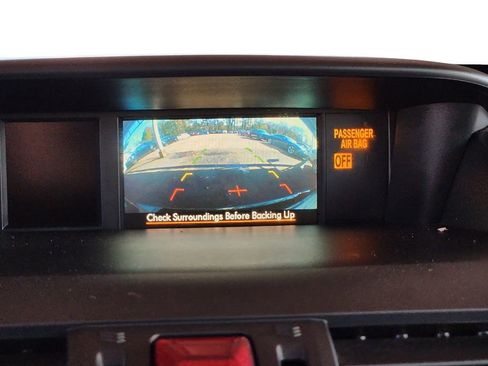 PASSENGER
AIR BAG
OFF
Check Surroundings Before Backing Up